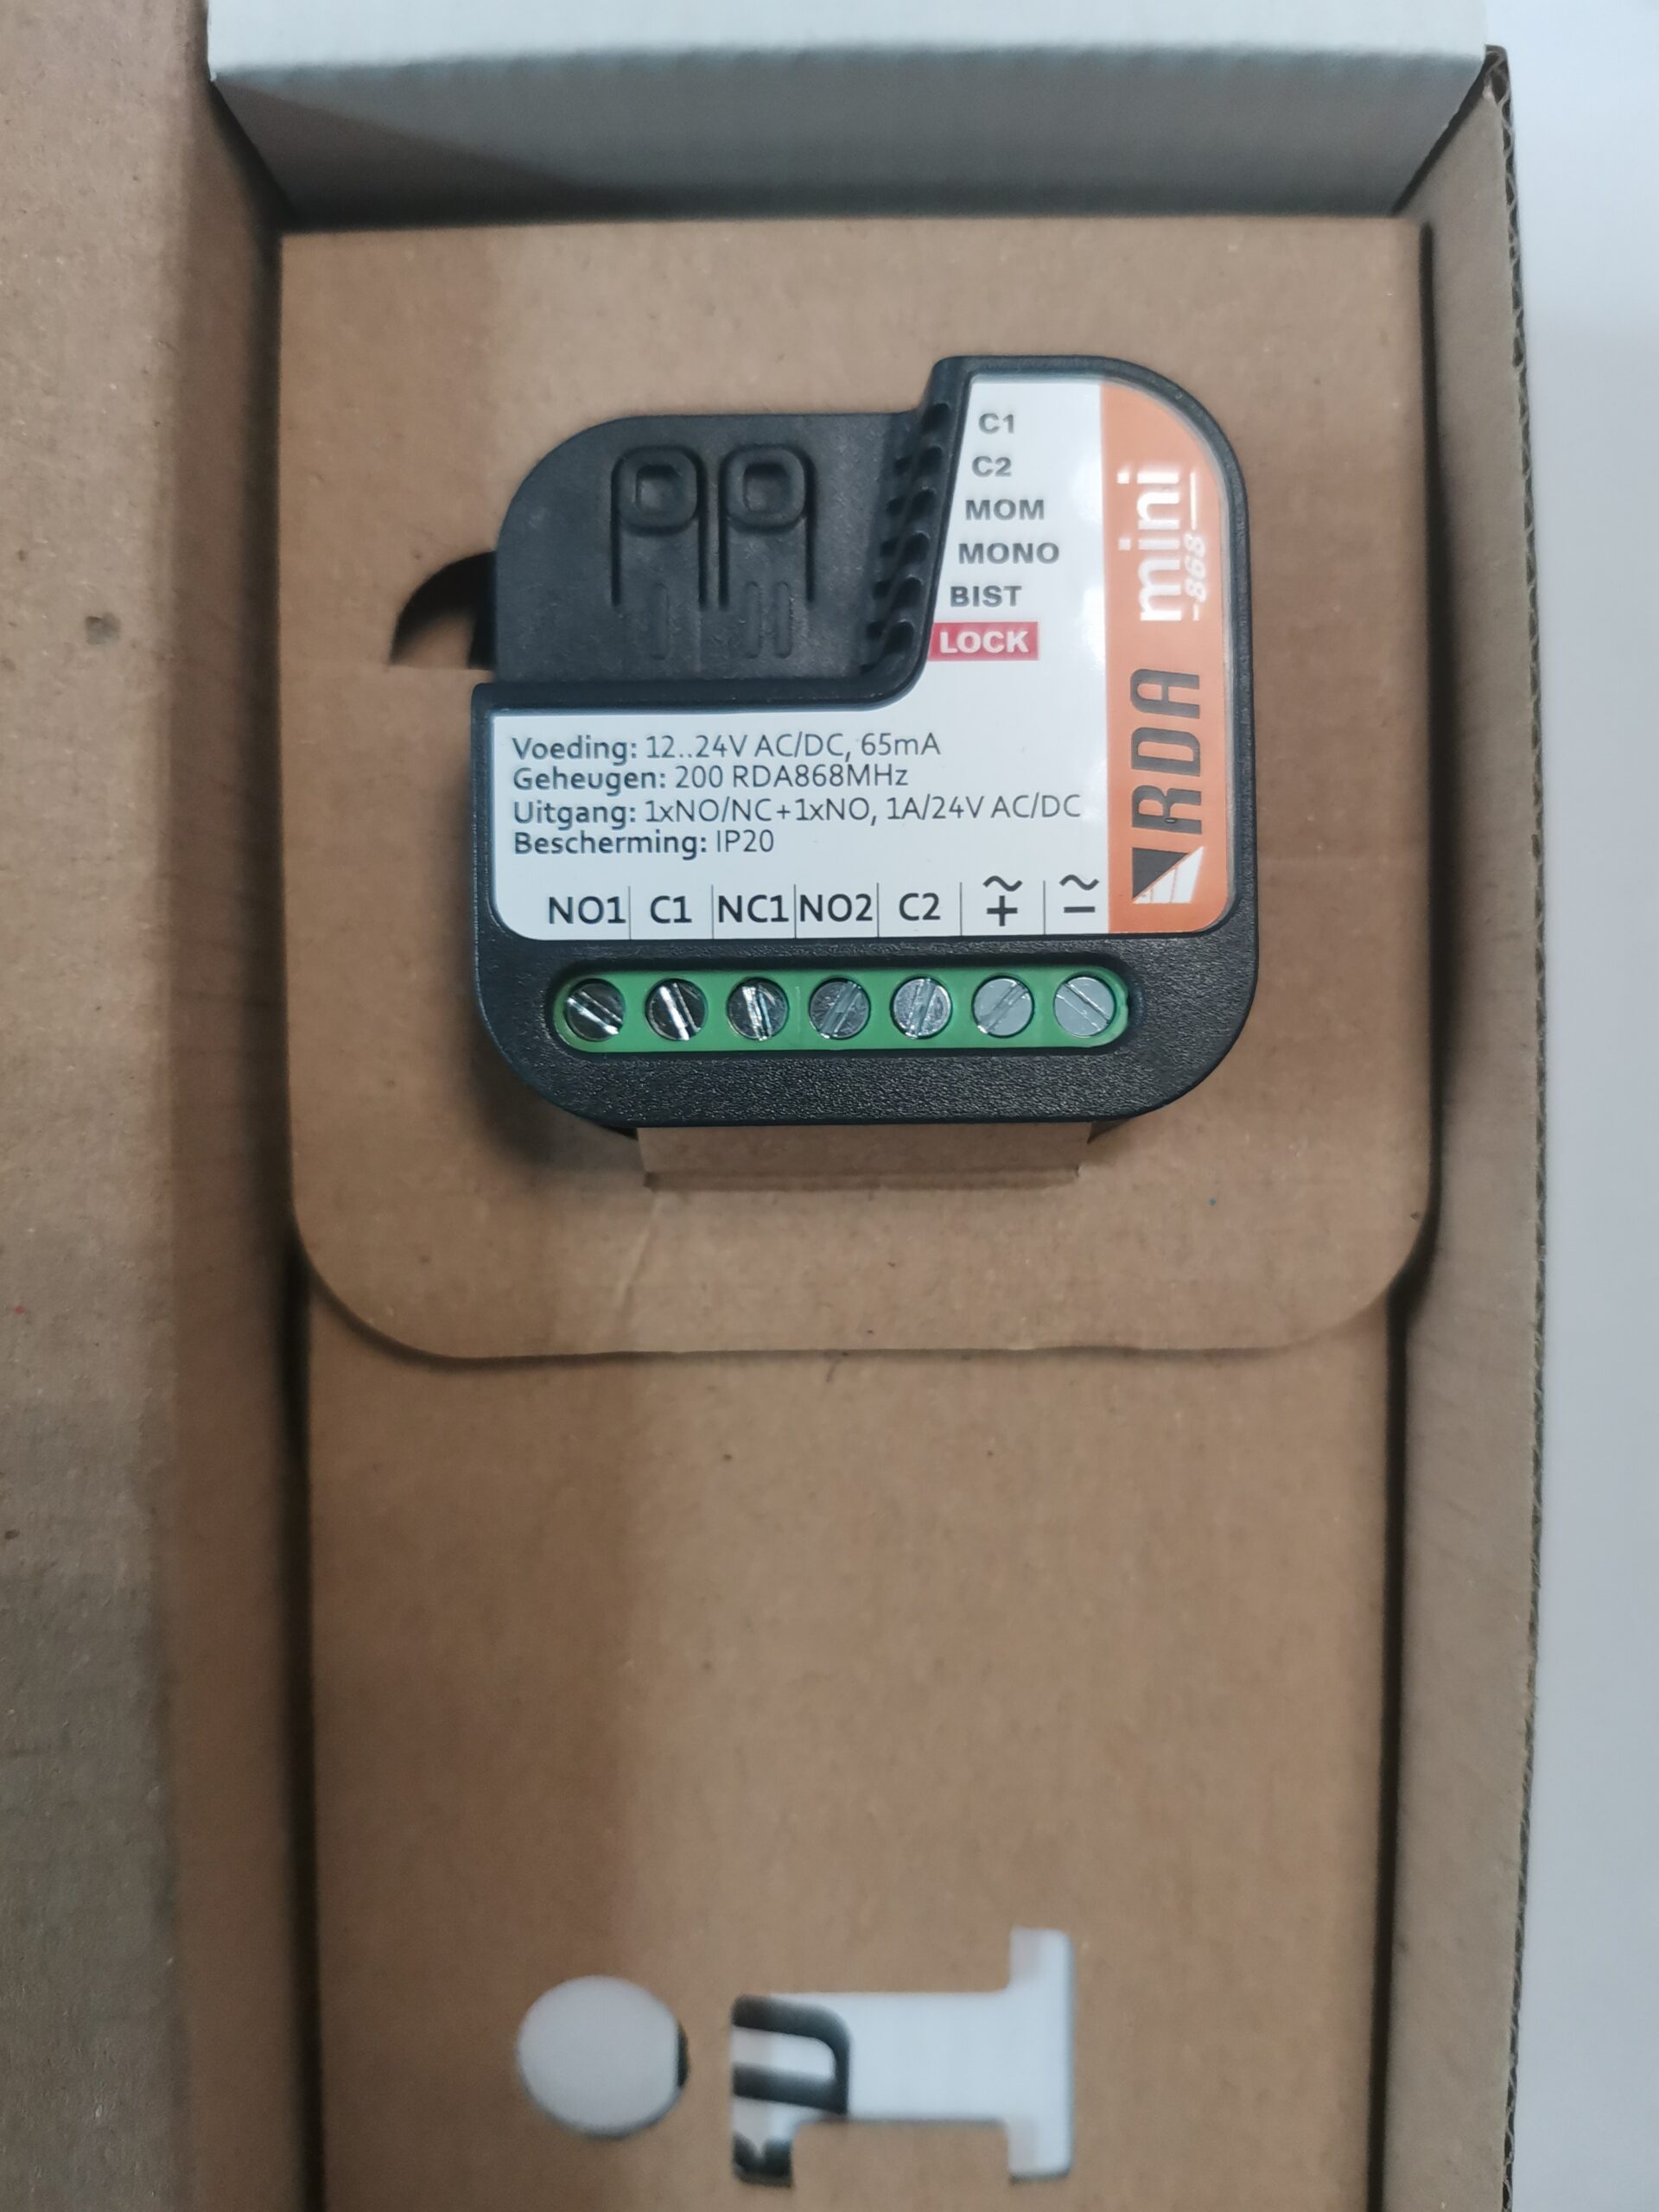 C1
C2
MOM
MONO
BIST
LOCK
RDA mini
-868-
I II
Voeding: 12..24V AC/DC, 65mA
Geheugen: 200 RDA868MHz
Uitgang: 1xNO/NC+1xNO, 1A/24V AC/DC
Bescherming: IP20
NO1 C1 NC1 NO2 C2 ~+ ~−